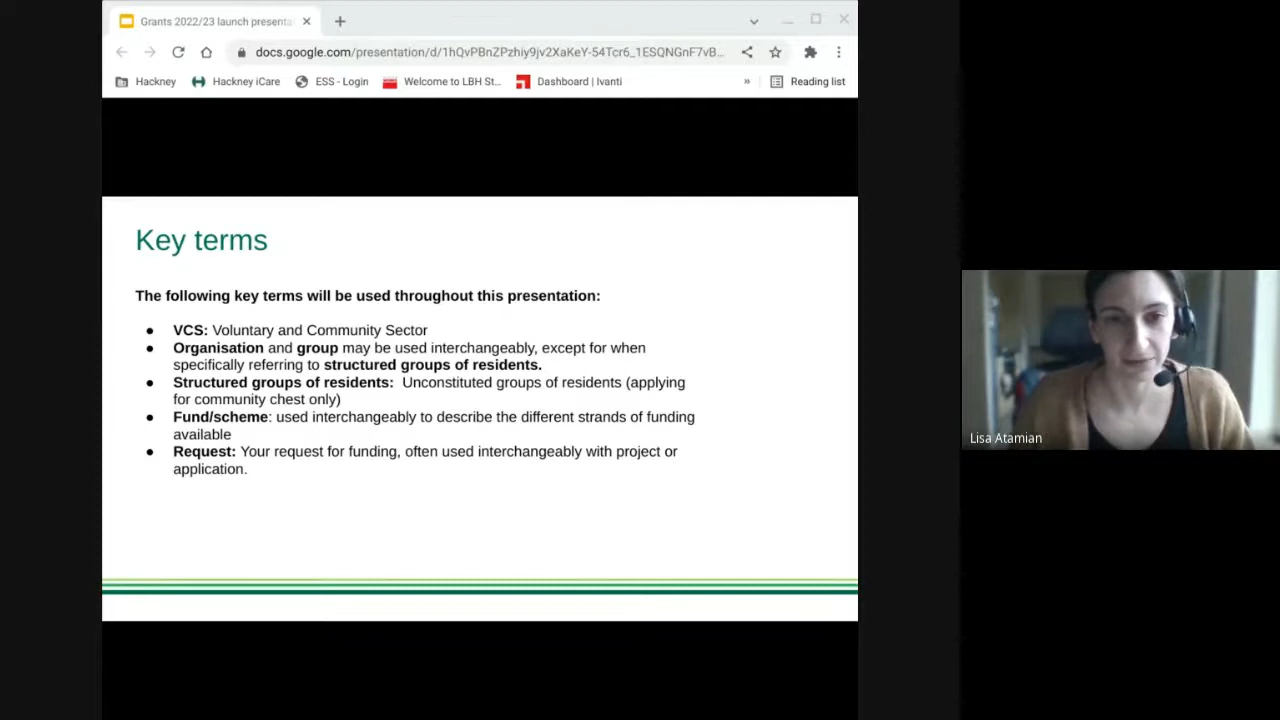 Grants 2022/23 launch presenta
docs.google.com/presentation/d/1hQvPBnZPzhiy9jv2XaKeY-54Tcr6_1ESQNGnF7vB...
Hackney Hackney iCare ESS - Login Welcome to LBH St... Dashboard | Ivanti » Reading list
Key terms
The following key terms will be used throughout this presentation:
● VCS: Voluntary and Community Sector
● Organisation and group may be used interchangeably, except for when
specifically referring to structured groups of residents.
● Structured groups of residents: Unconstituted groups of residents (applying
for community chest only)
● Fund/scheme: used interchangeably to describe the different strands of funding
available
● Request: Your request for funding, often used interchangeably with project or
application.
Lisa Atamian